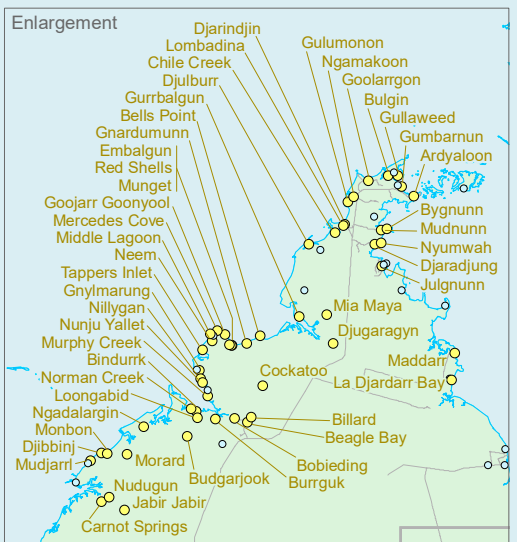 Enlargement
Djarindjin
Lombadina
Chile Creek
Djulburr
Gurrbalgun
Bells Point
Gnardumunn
Embalgun
Red Shells
Munget
Goojarr Goonyool
Mercedes Cove
Middle Lagoon
Neem
Tappers Inlet
Gnylmarung
Nillygan
Nunju Yallet
Murphy Creek
Bindurrk
Norman Creek
Loongabid
Ngadalargin
Monbon
Djibbinj
Mudjarrl
Gulumonon
Ngamakoon
Goolarrgon
Bulgin
Gullaweed
Gumbarnun
Ardyaloon
Bygnunn
Mudnunn
Nyumwah
Djaradjung
Julgnunn
Mia Maya
Djugaragyn
Maddarr
Cockatoo
La Djardarr Bay
Billard
Beagle Bay
Bobieding
Burrguk
Budgarjook
Morard
Nudugun
Jabir Jabir
Carnot Springs